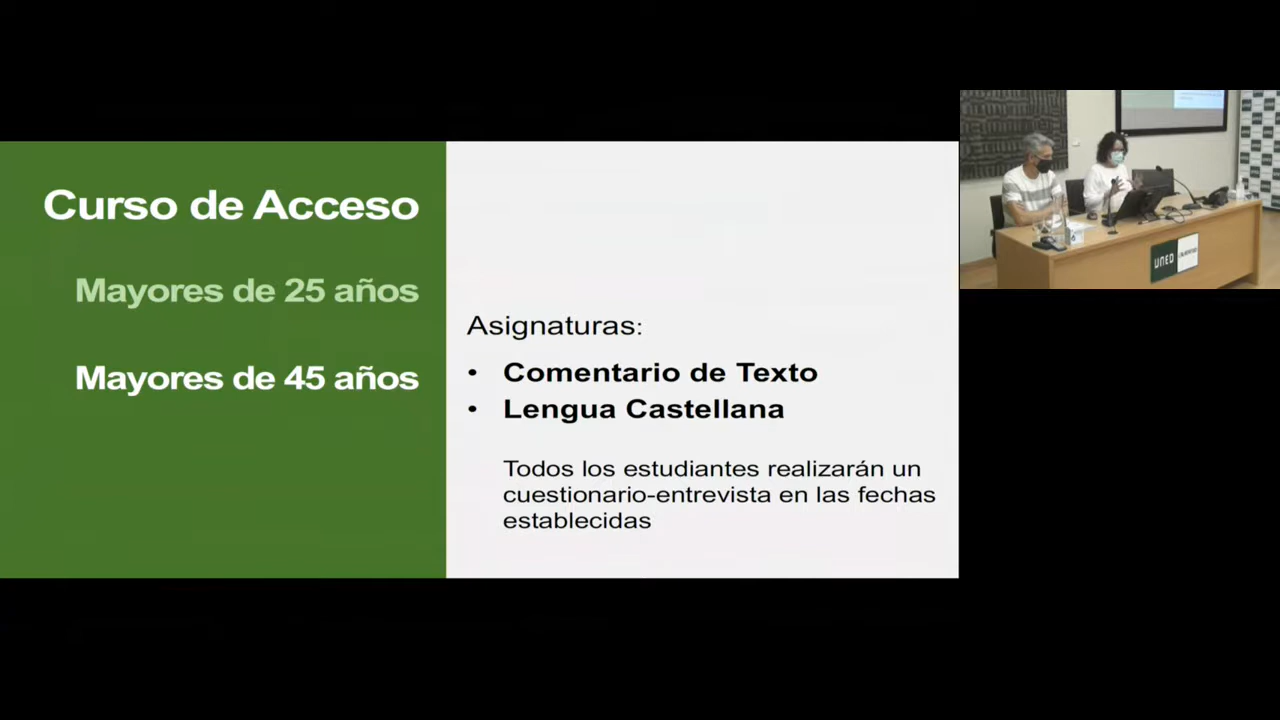 Curso de Acceso
Mayores de 25 años
Mayores de 45 años
Asignaturas:
• Comentario de Texto
• Lengua Castellana
Todos los estudiantes realizarán un
cuestionario-entrevista en las fechas
establecidas
UNED